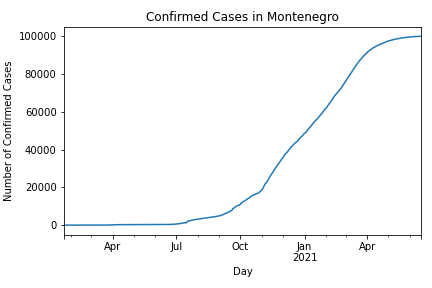 Confirmed Cases in Montenegro
Number of Confirmed Cases
100000
80000
60000
40000
20000
0
Apr Jul Oct Jan Apr
2021
Day